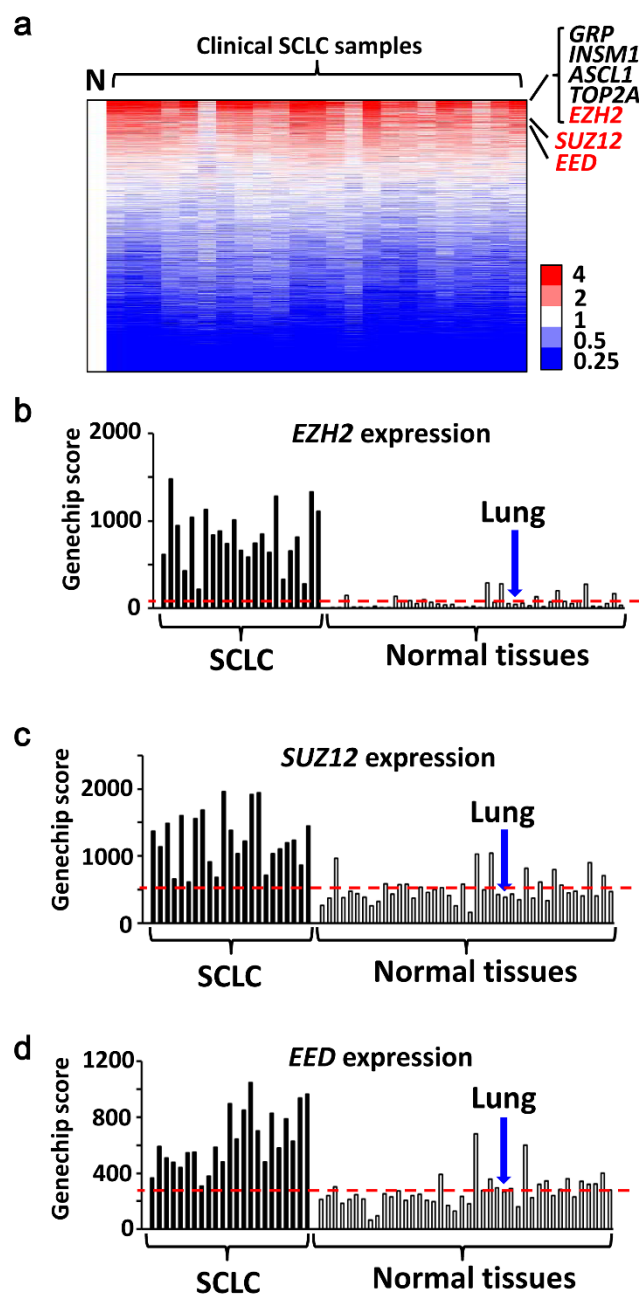 a
Clinical SCLC samples
N
GRP
INSM1
ASCL1
TOP2A
EZH2
SUZ12
EED
4
2
1
0.5
0.25
b
EZH2 expression
Genechip score
2000
1000
0
Lung
SCLC
Normal tissues
c
SUZ12 expression
Genechip score
2000
1000
0
Lung
SCLC
Normal tissues
d
EED expression
Genechip score
1200
800
400
0
Lung
SCLC
Normal tissues